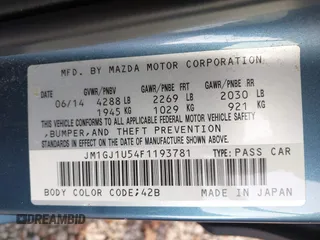 MFD. BY MAZDA MOTOR CORPORATION
GVWR/PNBV GAWR/PNBE FRT GAWR/PNBE RR
06/14 4288 LB 2269 LB 2030 LB
1945 KG 1029 KG 921 KG
THIS VEHICLE CONFORMS TO ALL APPLICABLE FEDERAL MOTOR VEHICLE SAFETY
,BUMPER,AND THEFT PREVENTION
STANDARDS IN EFFECT ON THE DATE OF MANUFACTURE SHOWN ABOVE.
JM1GJ1U54F1193781 TYPE:PASS CAR
BODY COLOR CODE:42B
MADE IN JAPAN
DREAMBID